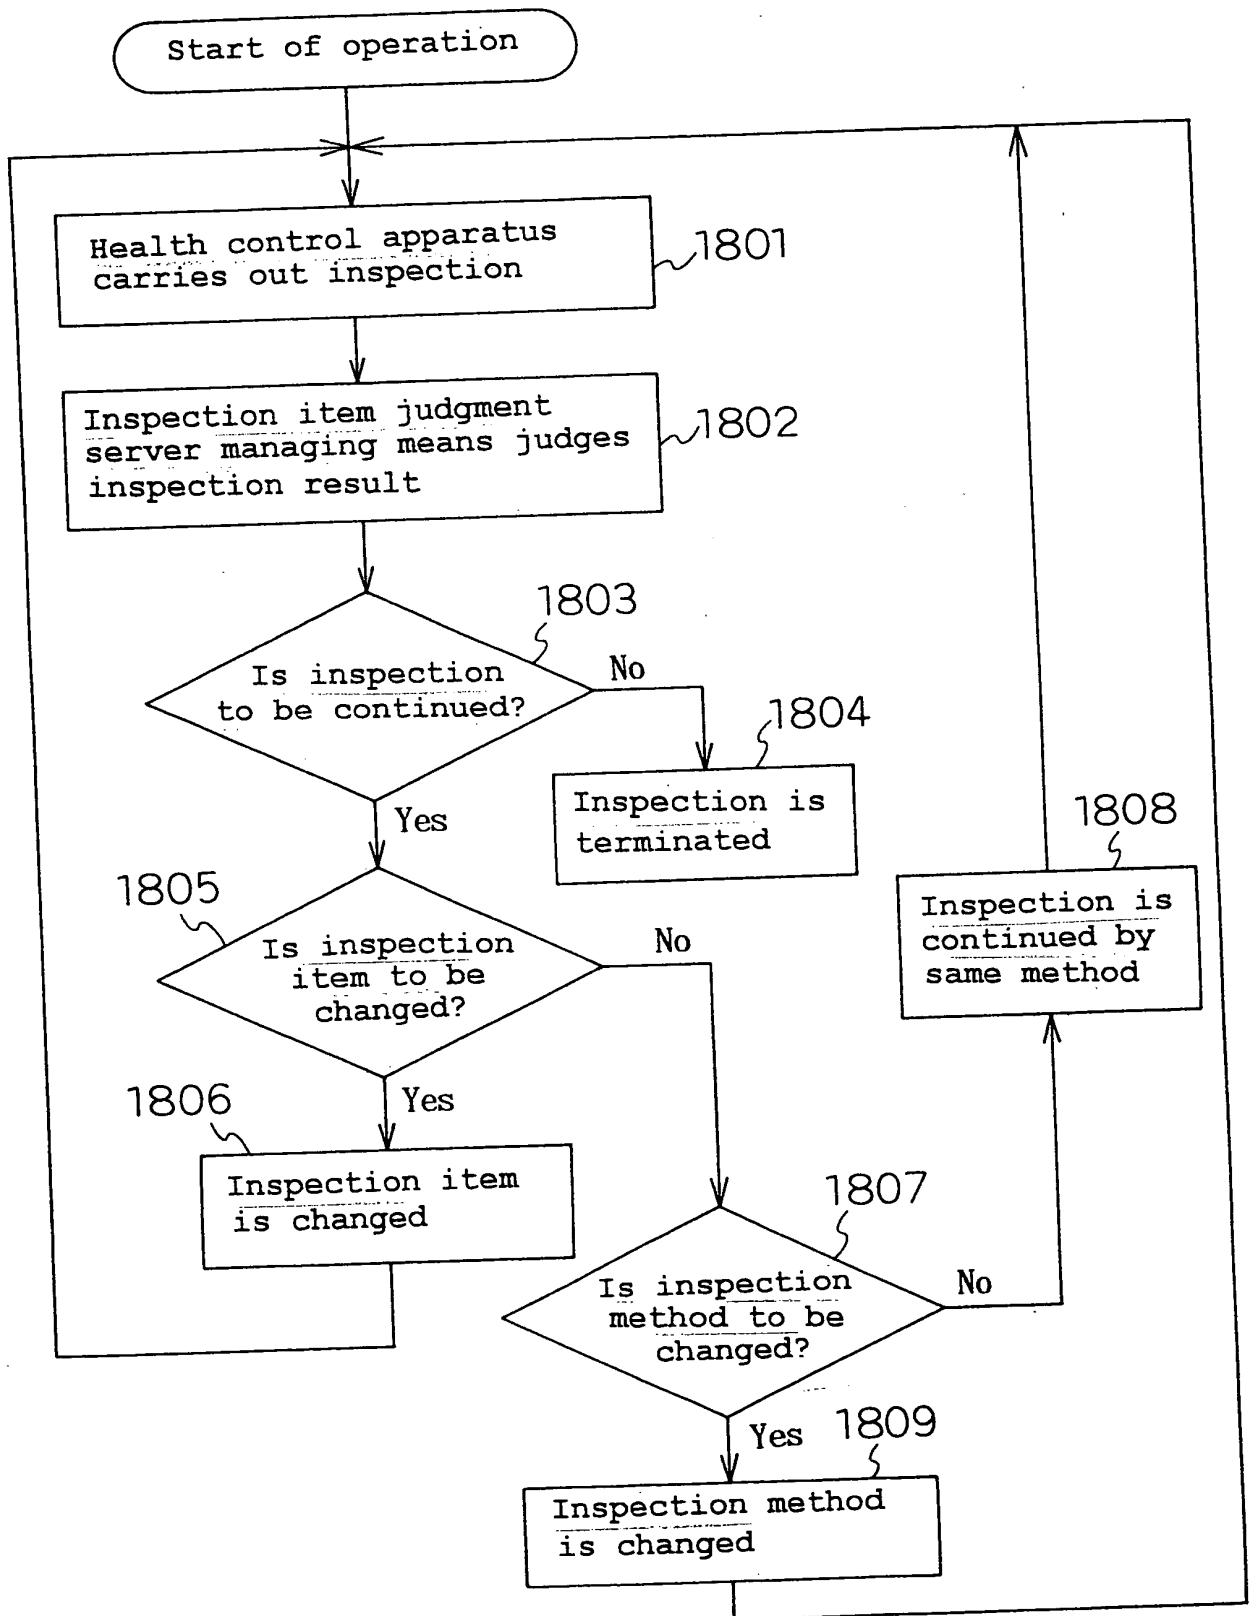 Start of operation
Health control apparatus
carries out inspection
1801
Inspection item judgment
server managing means judges
inspection result
1802
1803
Is inspection
to be continued?
No
1804
Inspection is
terminated
Yes
1805
Is inspection
item to be
changed?
No
1808
Inspection is
continued by
same method
Yes
1806
Inspection item
is changed
1807
Is inspection
method to be
changed?
No
Yes
1809
Inspection method
is changed